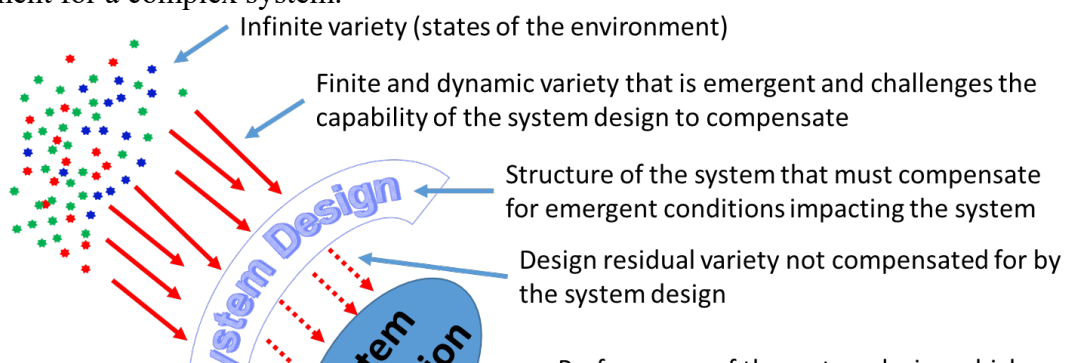 for a complex system.
Infinite variety (states of the environment)
Finite and dynamic variety that is emergent and challenges the
capability of the system design to compensate
Structure of the system that must compensate
for emergent conditions impacting the system
Design
Design residual variety not compensated for by
the system design